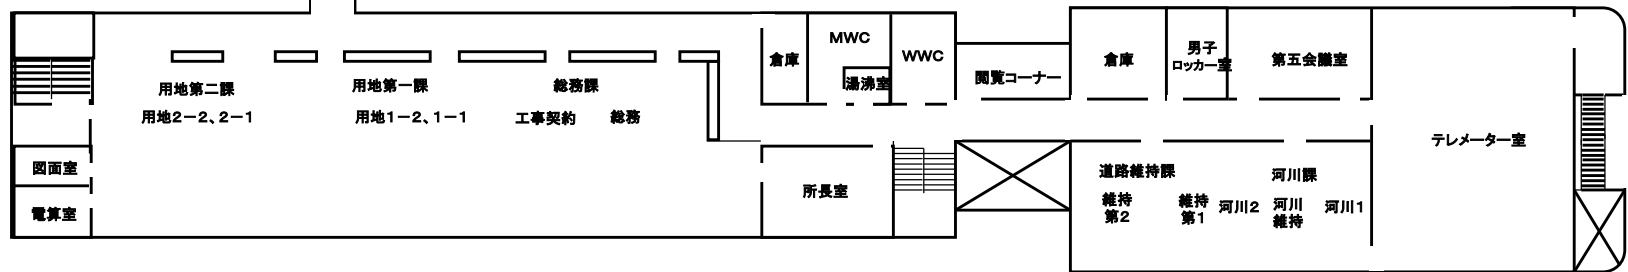 用地第二課
用地2－2、2－1
図面室
電算室
用地第一課
用地1－2、1－1
総務課
工事契約
総務
倉庫
MWC
湯沸室
WWC
所長室
閲覧コーナー
倉庫
男子
ロッカー室
第五会議室
道路維持課
維持
第2
維持
第1
河川課
河川2
河川
維持
河川1
テレメーター室